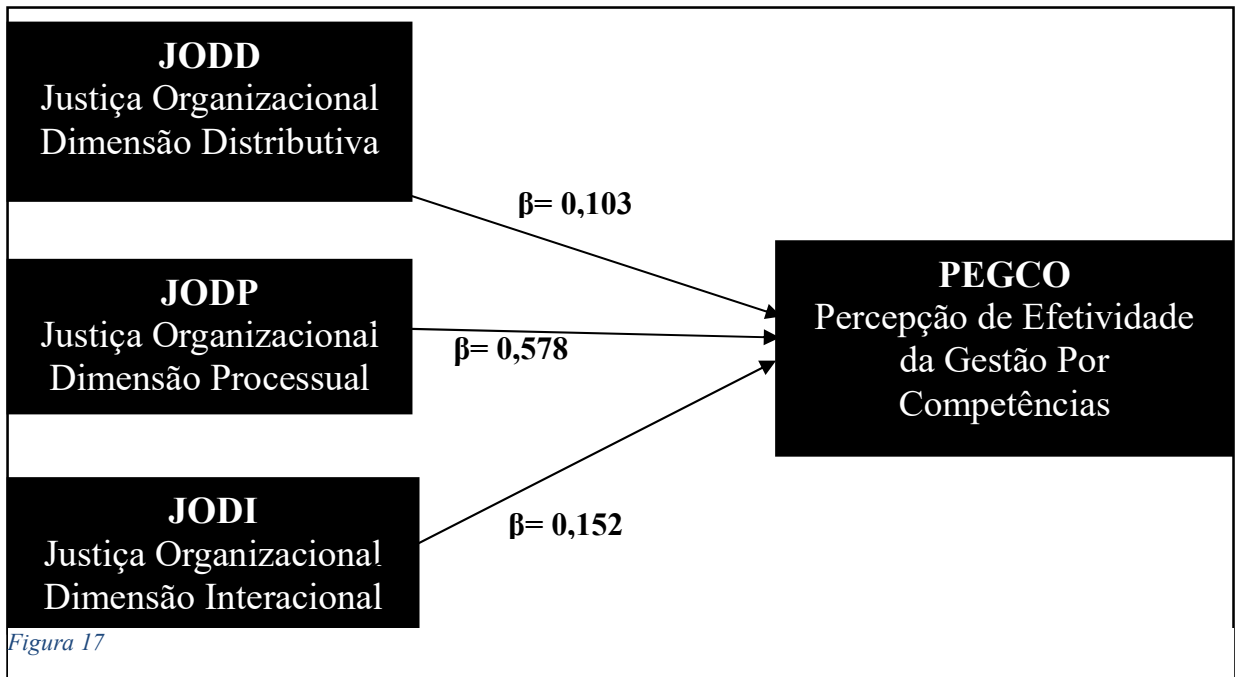 JODD
Justiça Organizacional
Dimensão Distributiva
β= 0,103
JODP
Justiça Organizacional
Dimensão Processual
β= 0,578
PEGCO
Percepção de Efetividade
da Gestão Por
Competências
JODI
Justiça Organizacional
Dimensão Interacional
β= 0,152
Figura 17